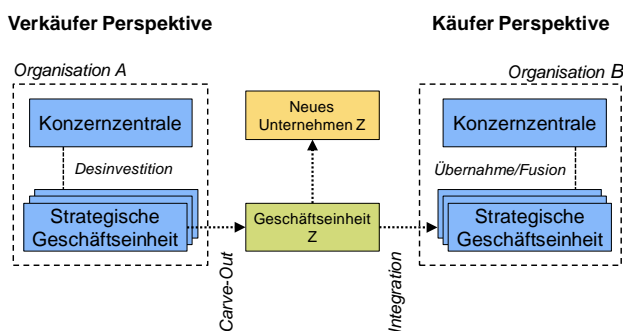 Verkäufer Perspektive
Käufer Perspektive
Organisation A
Organisation B
Konzernzentrale
Neues
Unternehmen Z
Konzernzentrale
Desinvestition
Übernahme/Fusion
Strategische
Geschäftseinheit
Geschäftseinheit
Z
Strategische
Geschäftseinheit
Carve-Out
Integration